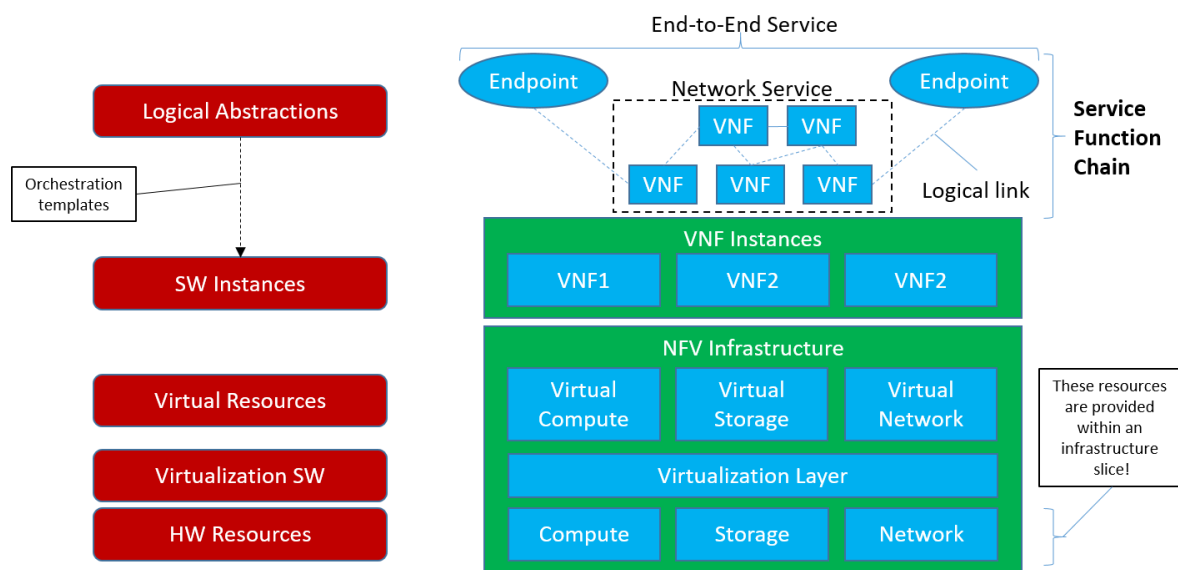 End-to-End Service
Endpoint
Endpoint
Network Service
Logical Abstractions
VNF
VNF
Service
Function
Chain
Orchestration
templates
VNF
VNF
VNF
Logical link
VNF Instances
SW Instances
VNF1
VNF2
VNF2
NFV Infrastructure
Virtual Resources
Virtual
Compute
Virtual
Storage
Virtual
Network
These resources
are provided
within an
infrastructure
slice!
Virtualization SW
Virtualization Layer
HW Resources
Compute
Storage
Network